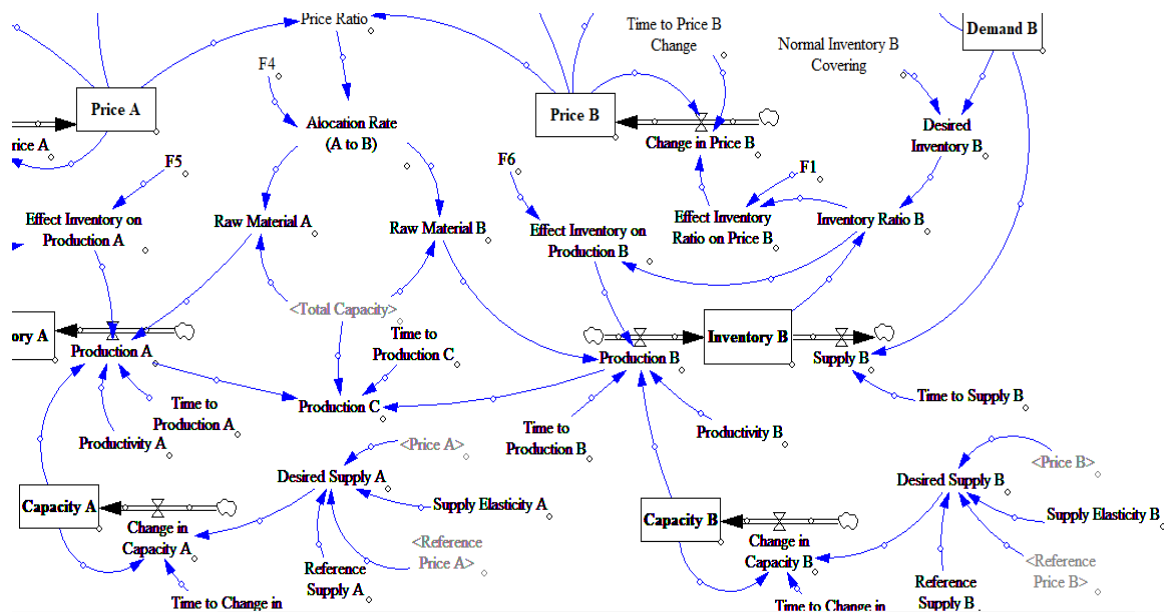 Price Ratio
Time to Price B
Change
Demand B
Normal Inventory B
Covering
F4
Price A
Price B
Alocation Rate
(A to B)
Change in Price B
Desired
Inventory B
rice A
F5
F6
F1
Effect Inventory on
Production A
Raw Material A
Raw Material B
Effect Inventory on
Production B
Effect Inventory
Ratio on Price B
Inventory Ratio B
<Total Capacity>
ory A
Production A
Time to
Production C
Production B
Inventory B
Supply B
Time to
Production A
Productivity A
Production C
Time to
Production B
Productivity B
Time to Supply B
<Price A>
<Price B>
Capacity A
Desired Supply A
Supply Elasticity A
Capacity B
Desired Supply B
Supply Elasticity B
Change in
Capacity A
<Reference
Price A>
Reference
Supply A
Change in
Capacity B
<Reference
Price B>
Reference
Supply B
Time to Change in
Time to Change in